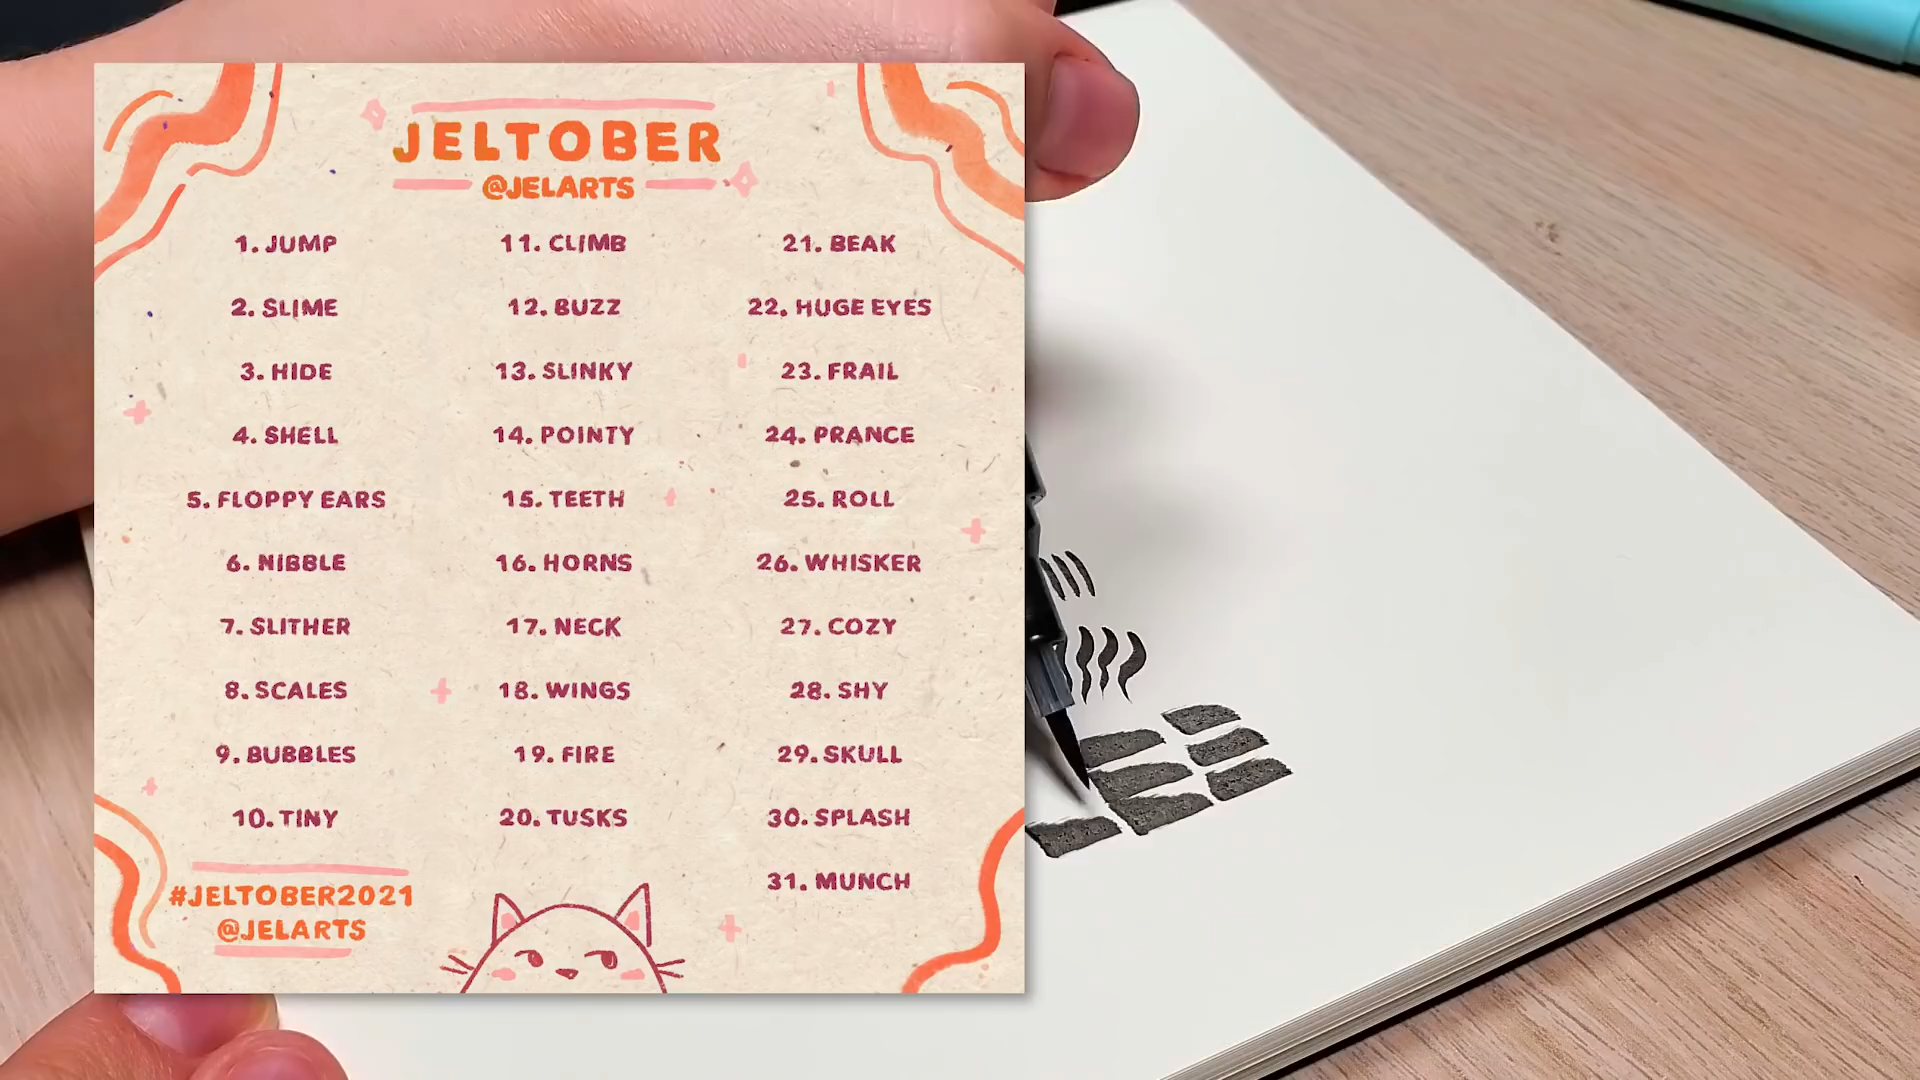 JELTOBER
@JELARTS
1. JUMP
2. SLIME
3. HIDE
4. SHELL
5. FLOPPY EARS
6. NIBBLE
7. SLITHER
8. SCALES
9. BUBBLES
10. TINY
11. CLIMB
12. BUZZ
13. SLINKY
14. POINTY
15. TEETH
16. HORNS
17. NECK
18. WINGS
19. FIRE
20. TUSKS
21. BEAK
22. HUGE EYES
23. FRAIL
24. PRANCE
25. ROLL
26. WHISKER
27. COZY
28. SHY
29. SKULL
30. SPLASH
31. MUNCH
#JELTOBER2021
@JELARTS